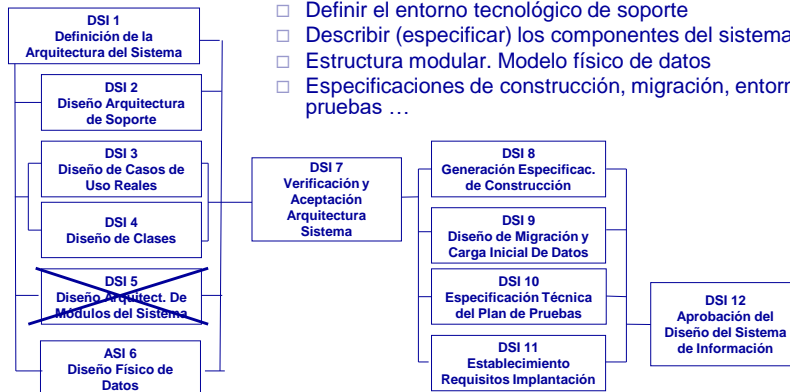 Definir el entorno tecnológico de soporte
Describir (especificar) los componentes del sistema
Estructura modular. Modelo físico de datos
Especificaciones de construcción, migración,
pruebas …
DSI 1
Definición de la
Arquitectura del Sistema
DSI 2
Diseño Arquitectura
de Soporte
DSI 3
Diseño de Casos de
Uso Reales
DSI 4
Diseño de Clases
DSI 5
Diseño Arquitect. De
Módulos del Sistema
ASI 6
Diseño Físico de
Datos
DSI 7
Verificación y
Aceptación
Arquitectura
Sistema
DSI 8
Generación Especificac.
de Construcción
DSI 9
Diseño de Migración y
Carga Inicial De Datos
DSI 10
Especificación Técnica
del Plan de Pruebas
DSI 11
Establecimiento
Requisitos Implantación
DSI 12
Aprobación del
Diseño del Sistema
de Información